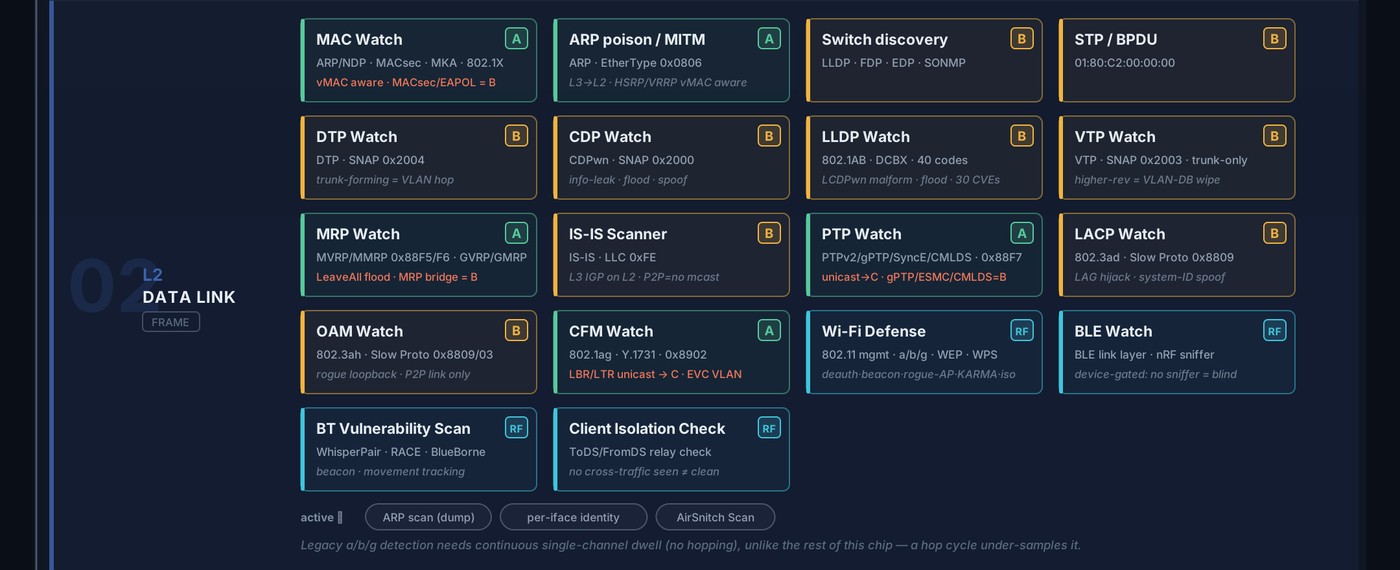 MAC Watch A
ARP/NDP · MACsec · MKA · 802.1X
vMAC aware · MACsec/EAPOL = B
ARP poison / MITM A
ARP · EtherType 0x0806
L3→L2 · HSRP/VRRP vMAC aware
Switch discovery B
LLDP · FDP · EDP · SONMP
STP / BPDU B
01:80:C2:00:00:00
DTP Watch B
DTP · SNAP 0x2004
trunk-forming = VLAN hop
CDP Watch B
CDPwn · SNAP 0x2000
info-leak · flood · spoof
LLDP Watch B
802.1AB · DCBX · 40 codes
LCDPwn malform · flood · 30 CVEs
VTP Watch B
VTP · SNAP 0x2003 · trunk-only
higher-rev = VLAN-DB wipe
02
L2
DATA LINK
FRAME
MRP Watch A
MVRP/MMRP 0x88F5/F6 · GVRP/GMRP
LeaveAll flood · MRP bridge = B
IS-IS Scanner B
IS-IS · LLC 0xFE
L3 IGP on L2 · P2P=no mcast
PTP Watch A
PTPv2/gPTP/SyncE/CMLDS · 0x88F7
unicast→C · gPTP/ESMC/CMLDS=B
LACP Watch B
802.3ad · Slow Proto 0x8809
LAG hijack · system-ID spoof
OAM Watch B
802.3ah · Slow Proto 0x8809/03
rogue loopback · P2P link only
CFM Watch A
802.1ag · Y.1731 · 0x8902
LBR/LTR unicast → C · EVC VLAN
Wi-Fi Defense RF
802.11 mgmt · a/b/g · WEP · WPS
deauth·beacon·rogue-AP·KARMA·iso
BLE Watch RF
BLE link layer · nRF sniffer
device-gated: no sniffer = blind
BT Vulnerability Scan RF
WhisperPair · RACE · BlueBorne
beacon · movement tracking
Client Isolation Check RF
ToDS/FromDS relay check
no cross-traffic seen ≠ clean
active
ARP scan (dump)
per-iface identity
AirSnitch Scan
Legacy a/b/g detection needs continuous single-channel dwell (no hopping), unlike the rest of this chip — a hop cycle under-samples it.